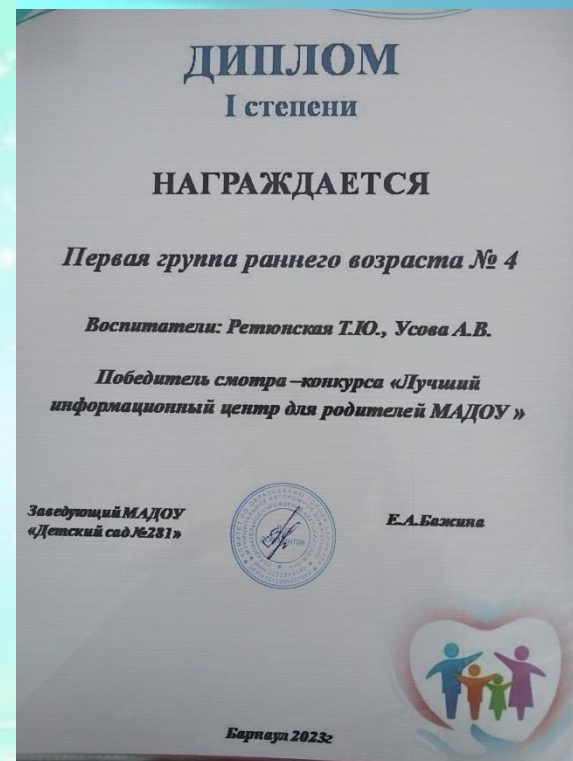 ДИПЛОМ
I степени
НАГРАЖДАЕТСЯ
Первая группа раннего возраста № 4
Воспитатели: Ретюнская Т.Ю., Усова А.В.
Победитель смотра –конкурса «Лучший
информационный центр для родителей МАДОУ »
Заведующий МАДОУ
«Детский сад №281»
Е.А.Бажина
Барнаул 2023г